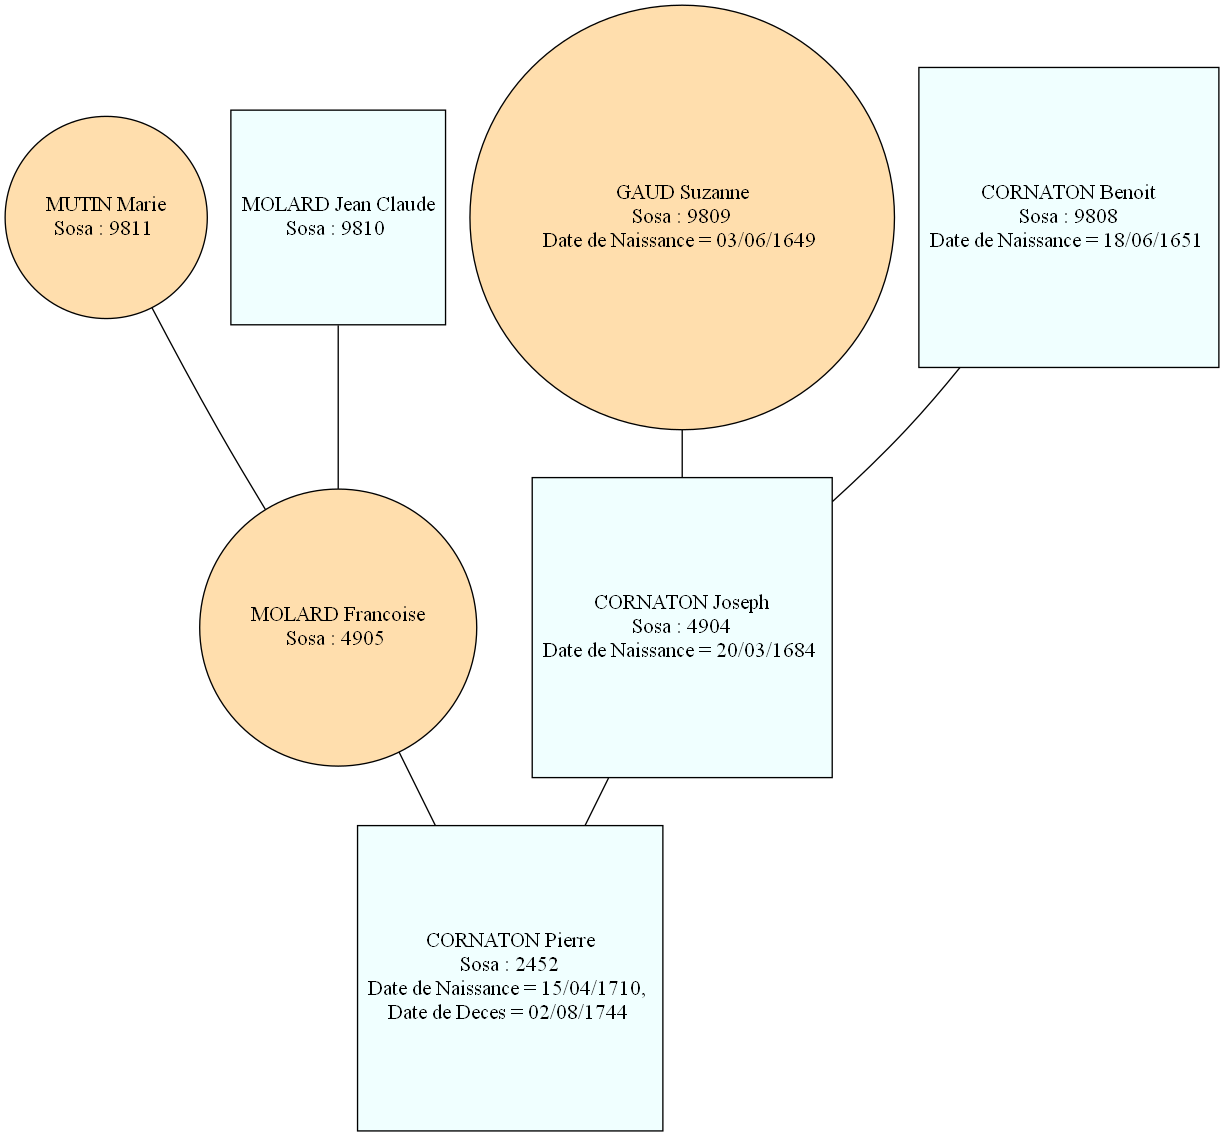 MUTIN Marie
Sosa : 9811
MOLARD Jean Claude
Sosa : 9810
GAUD Suzanne
Sosa : 9809
Date de Naissance = 03/06/1649
CORNATON Benoit
Sosa : 9808
Date de Naissance = 18/06/1651
MOLARD Francoise
Sosa : 4905
CORNATON Joseph
Sosa : 4904
Date de Naissance = 20/03/1684
CORNATON Pierre
Sosa : 2452
Date de Naissance = 15/04/1710,
Date de Deces = 02/08/1744